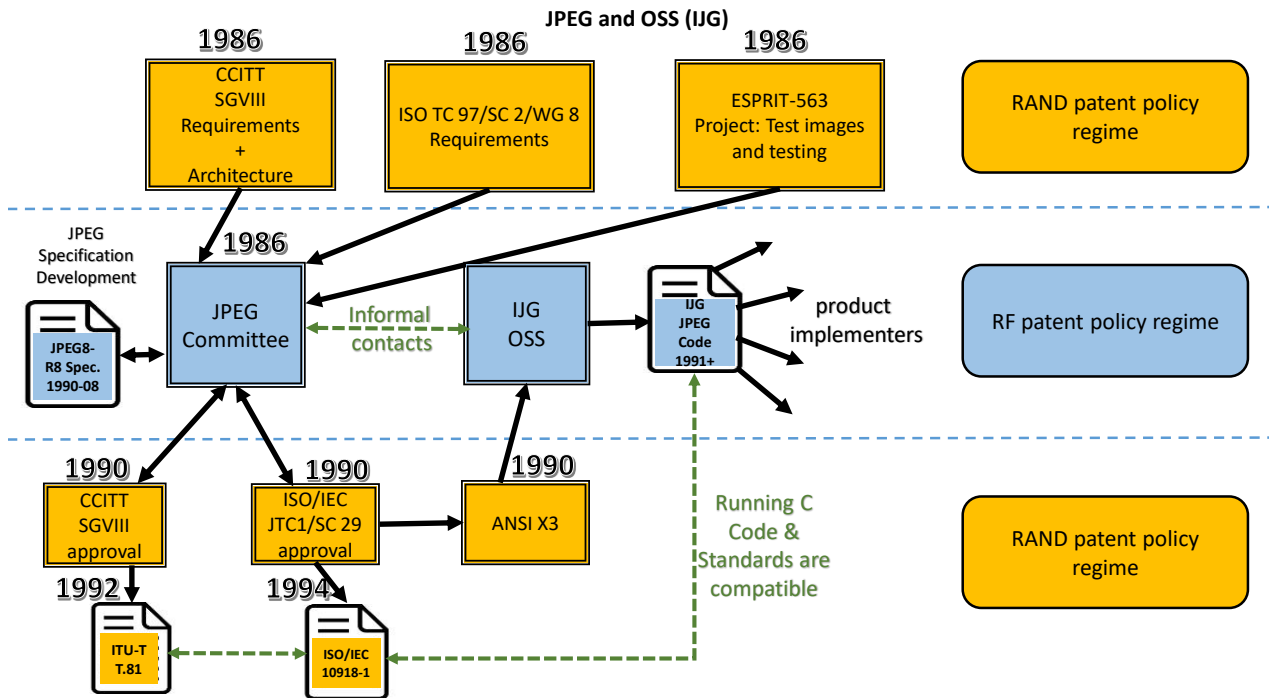 JPEG and OSS (IJG)
1986
1986
1986
CCITT
SGVIII
Requirements
+
Architecture
ISO TC 97/SC 2/WG 8
Requirements
ESPRIT-563
Project: Test images
and testing
RAND patent policy
regime
JPEG
Specification
Development
1986
JPEG8-
R8 Spec.
1990-08
JPEG
Committee
Informal
contacts
IJG
OSS
IJG
JPEG
Code
1991+
product
implementers
RF patent policy regime
1990
1990
1990
CCITT
SGVIII
approval
ISO/IEC
JTC1/SC 29
approval
ANSI X3
Running C
Code &
Standards are
compatible
RAND patent policy
regime
1992
1994
ITU-T
T.81
ISO/IEC
10918-1